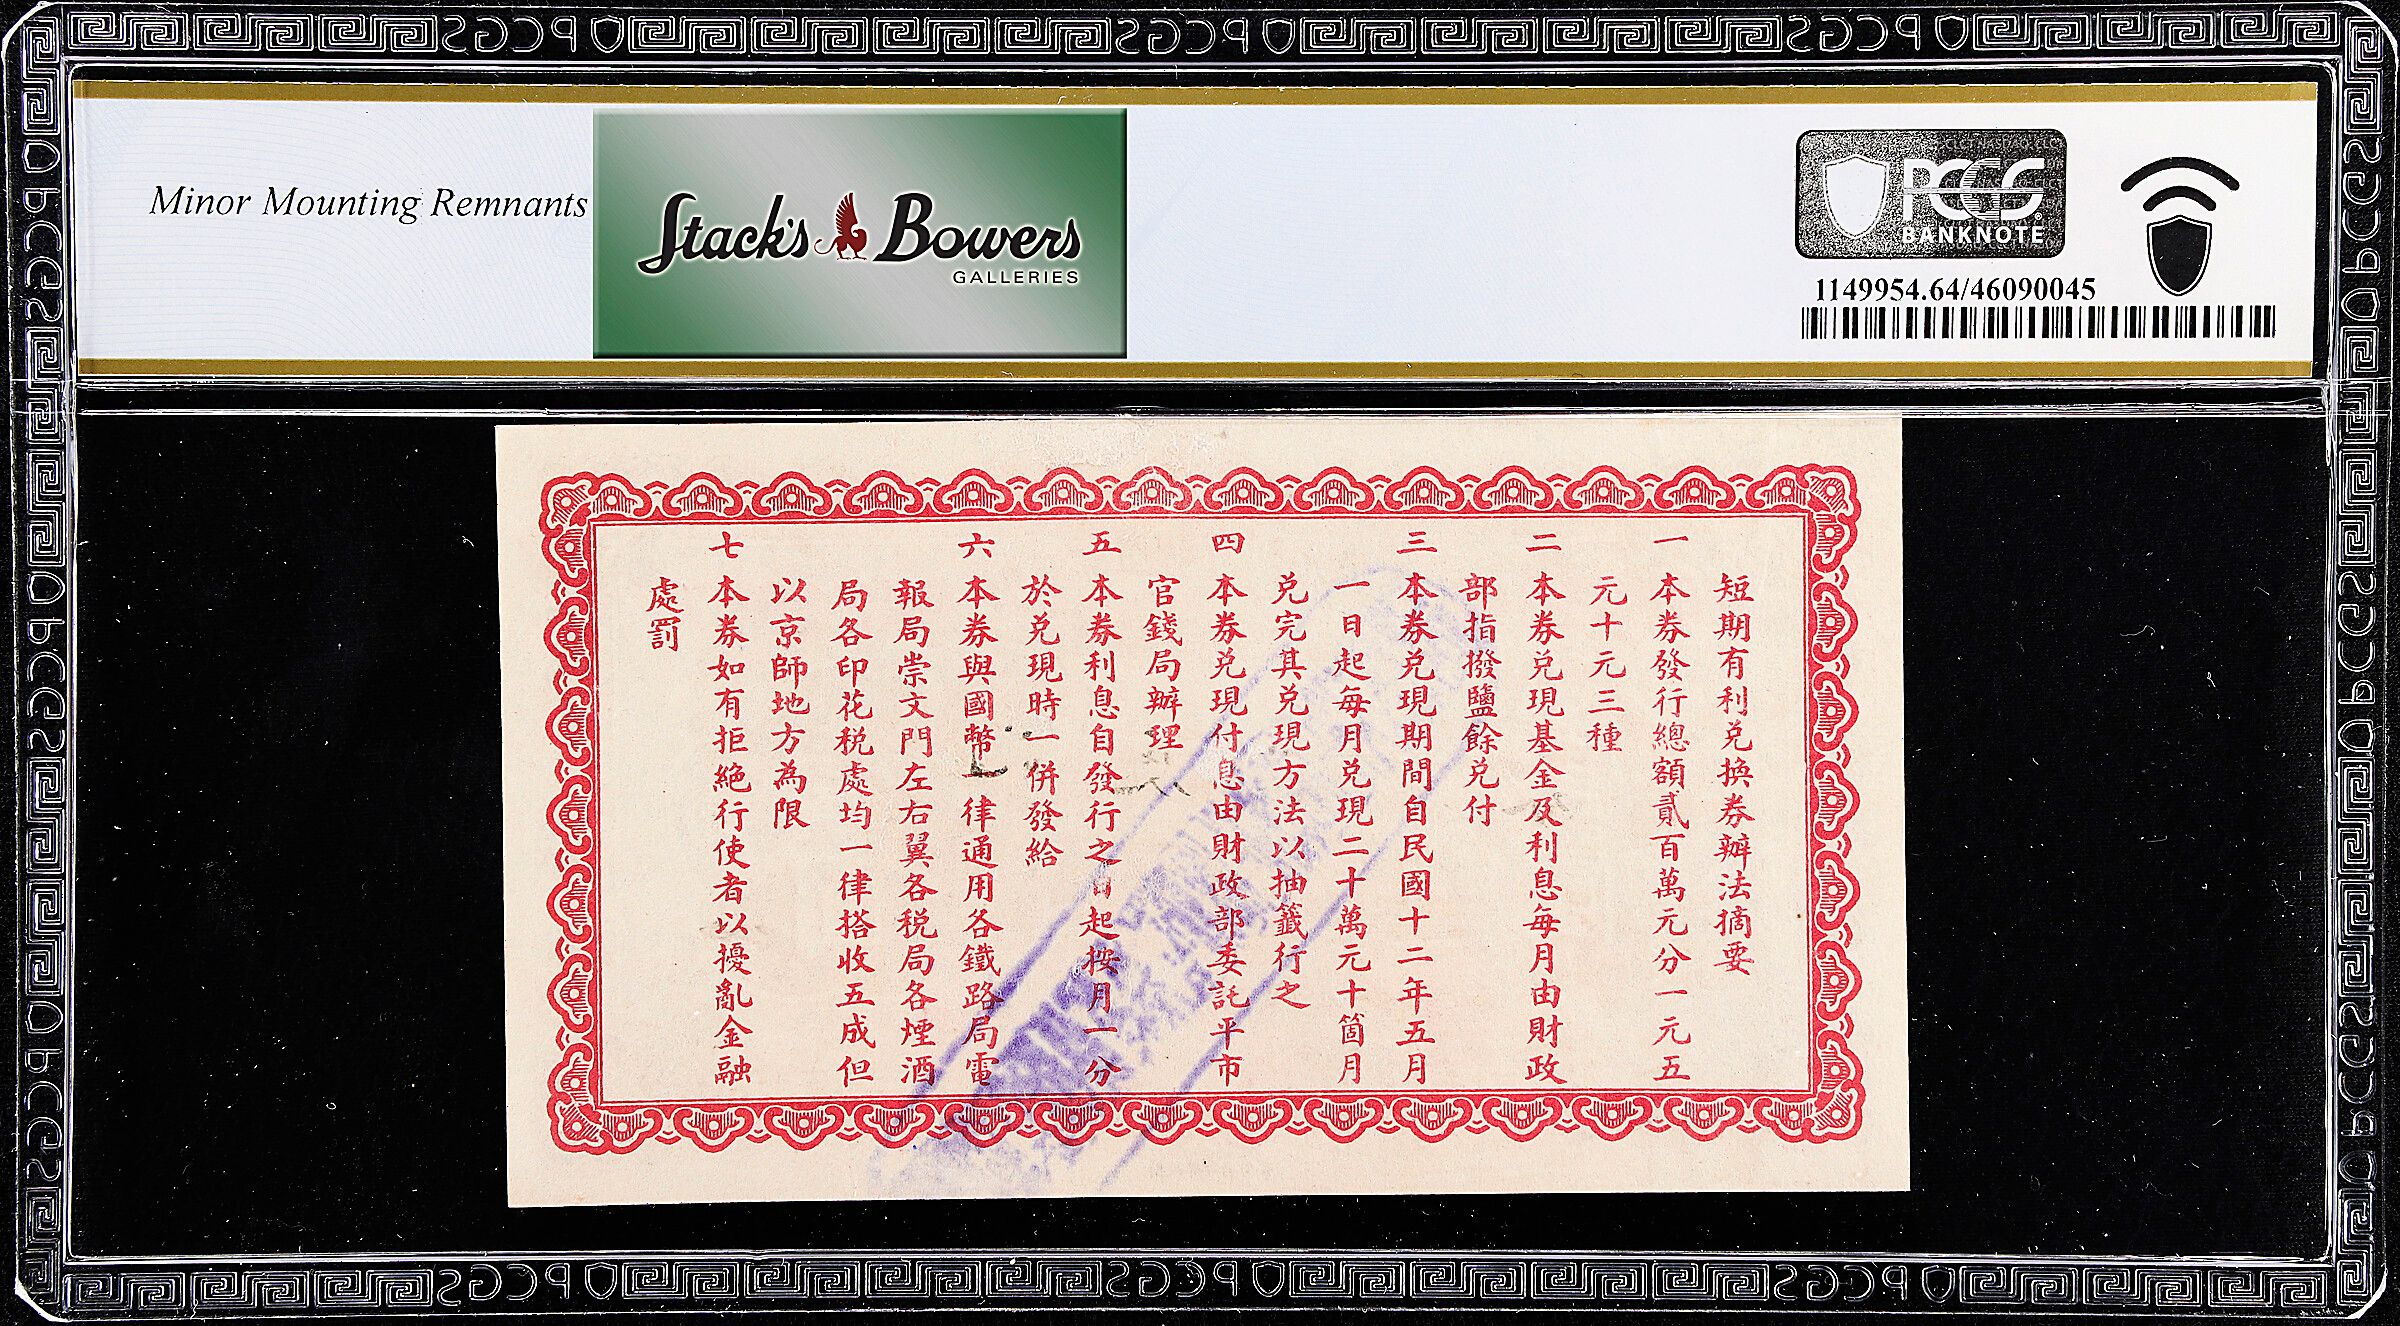 Minor Mounting Remnants
Stack's Bowers
GALLERIES
PCGS
BANKNOTE
1149954.64/46090045
短期有利兌換券辦法摘要
一 本券發行總額貳百萬元分一元五
元十元三種
二 本券兌現基金及利息每月由財政
部指撥鹽餘兌付
三 本券兌現期間自民國十二年五月
一日起每月兌現二十萬元十箇月
兌完其兌現方法以抽籤行之
四 本券兌現付息由財政部委託平市
官錢局辦理
五 本券利息自發行之日起按月一分
於兌現時一併發給
六 本券與國幣一律通用各鐵路局電
報局崇文門左右翼各稅局各煙酒
局各印花稅處均一律搭收五成但
以京師地方為限
七 本券如有拒絕行使者以擾亂金融
處罰